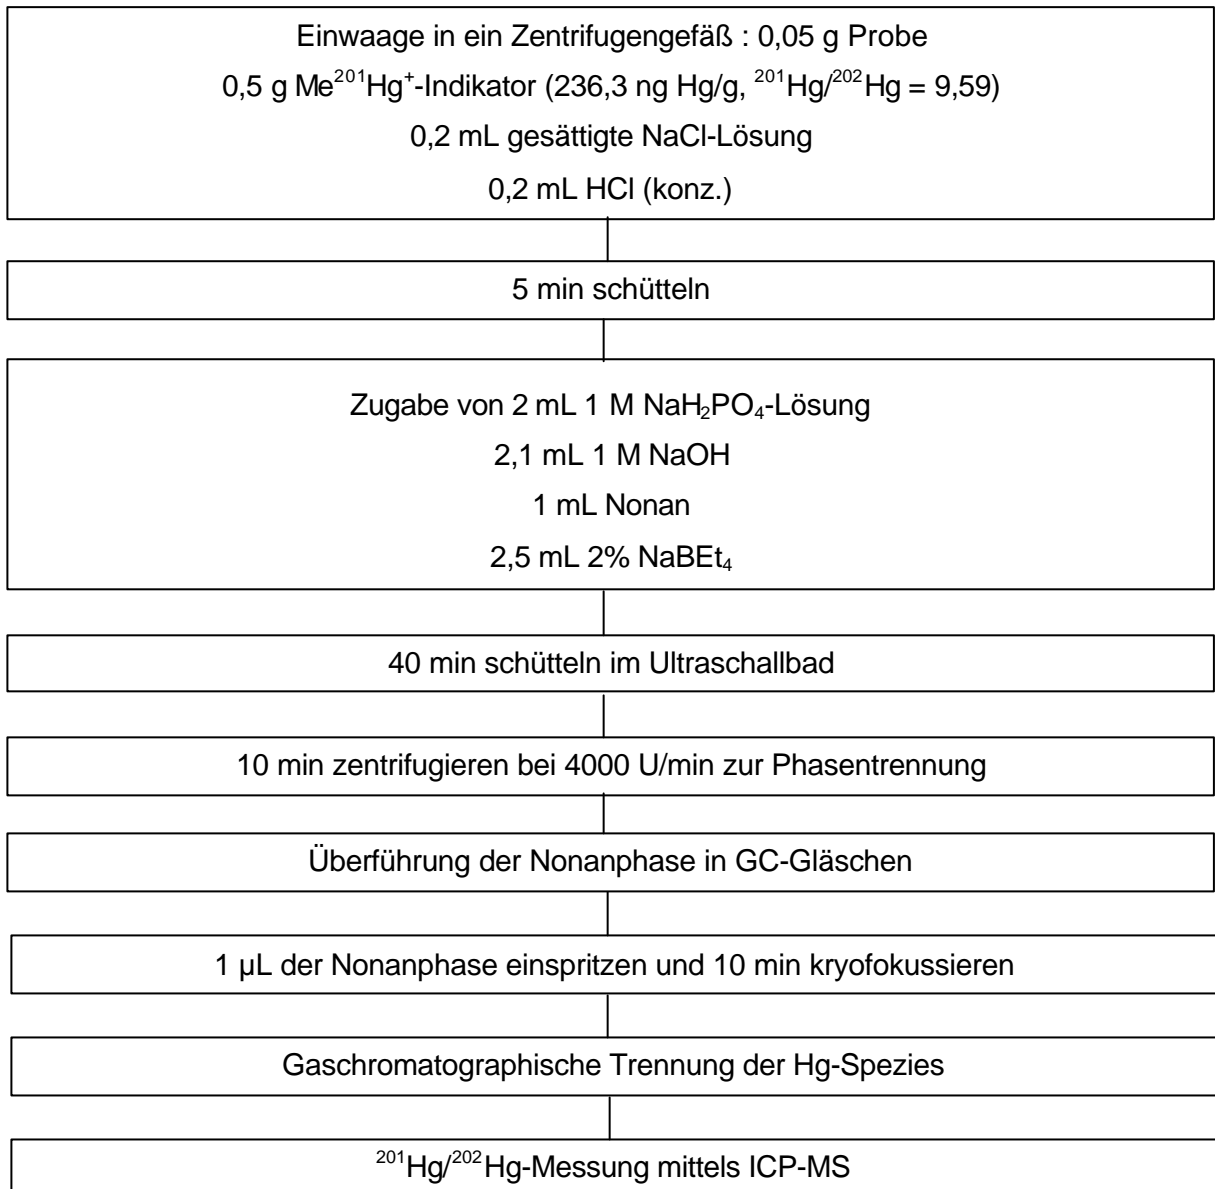 Einwaage in ein Zentrifugengefäß : 0,05 g Probe
0,5 g Me²⁰¹Hg⁺-Indikator (236,3 ng Hg/g, ²⁰¹Hg/²⁰²Hg = 9,59)
0,2 mL gesättigte NaCl-Lösung
0,2 mL HCl (konz.)
5 min schütteln
Zugabe von 2 mL 1 M NaH₂PO₄-Lösung
2,1 mL 1 M NaOH
1 mL Nonan
2,5 mL 2% NaBEt₄
40 min schütteln im Ultraschallbad
10 min zentrifugieren bei 4000 U/min zur Phasentrennung
Überführung der Nonanphase in GC-Gläschen
1 µL der Nonanphase einspritzen und 10 min kryofokussieren
Gaschromatographische Trennung der Hg-Spezies
²⁰¹Hg/²⁰²Hg-Messung mittels ICP-MS